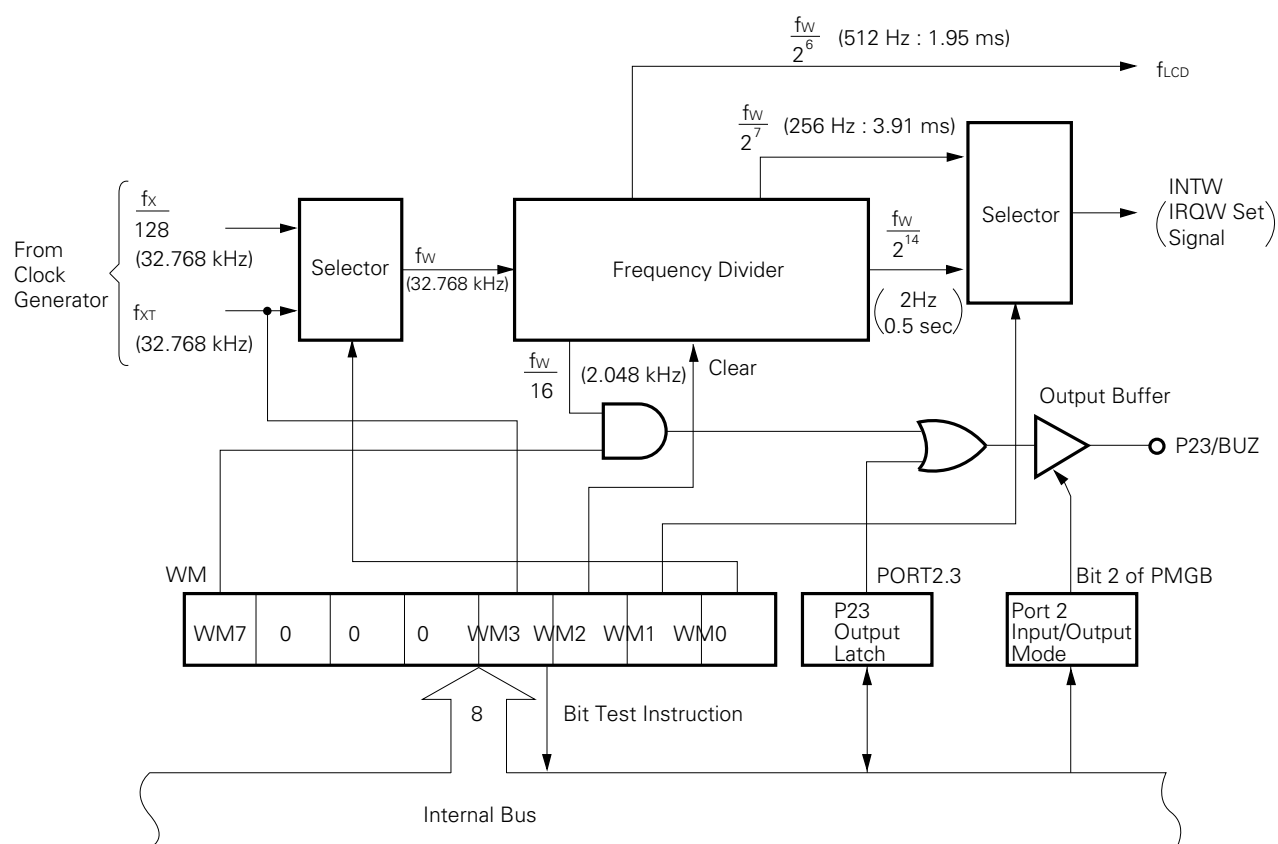 fW/2^6 (512 Hz : 1.95 ms)
fLCD
fW/2^7 (256 Hz : 3.91 ms)
From
Clock
Generator
fX/128
(32.768 kHz)
fXT
(32.768 kHz)
Selector
fW
(32.768 kHz)
Frequency Divider
fW/2^14
(2Hz
0.5 sec)
Selector
INTW
(IRQW Set
Signal)
fW/16 (2.048 kHz)
Clear
Output Buffer
P23/BUZ
WM
WM7 0 0 0 WM3 WM2 WM1 WM0
PORT2.3
P23
Output
Latch
Bit 2 of PMGB
Port 2
Input/Output
Mode
8
Bit Test Instruction
Internal Bus